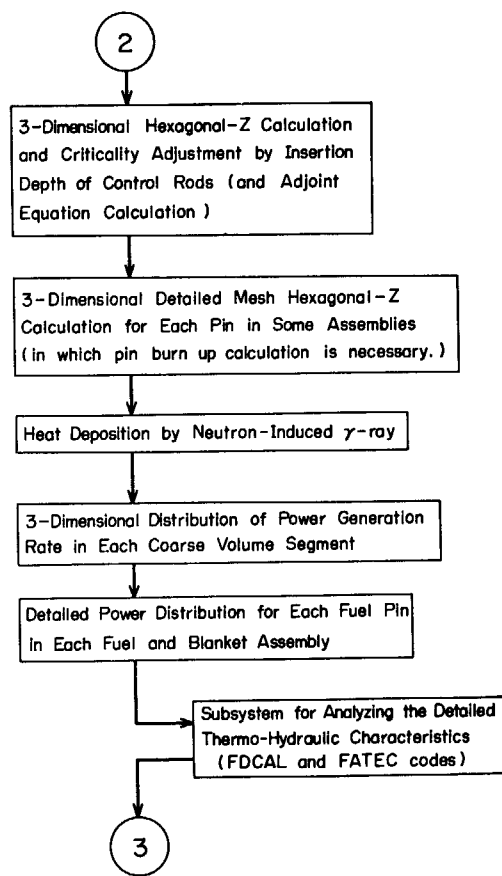 2
3-Dimensional Hexagonal-Z Calculation
and Criticality Adjustment by Insertion
Depth of Control Rods (and Adjoint
Equation Calculation)
3-Dimensional Detailed Mesh Hexagonal-Z
Calculation for Each Pin in Some Assemblies
(in which pin burn up calculation is necessary.)
Heat Deposition by Neutron-Induced γ-ray
3-Dimensional Distribution of Power Generation
Rate in Each Coarse Volume Segment
Detailed Power Distribution for Each Fuel Pin
in Each Fuel and Blanket Assembly
Subsystem for Analyzing the Detailed
Thermo-Hydraulic Characteristics
(FDCAL and FATEC codes)
3